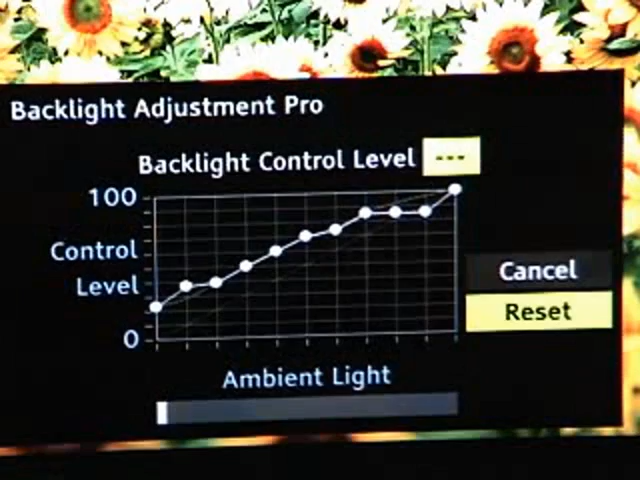 Backlight Adjustment Pro
Backlight Control Level ---
100
Control
Level
0
Cancel
Reset
Ambient Light